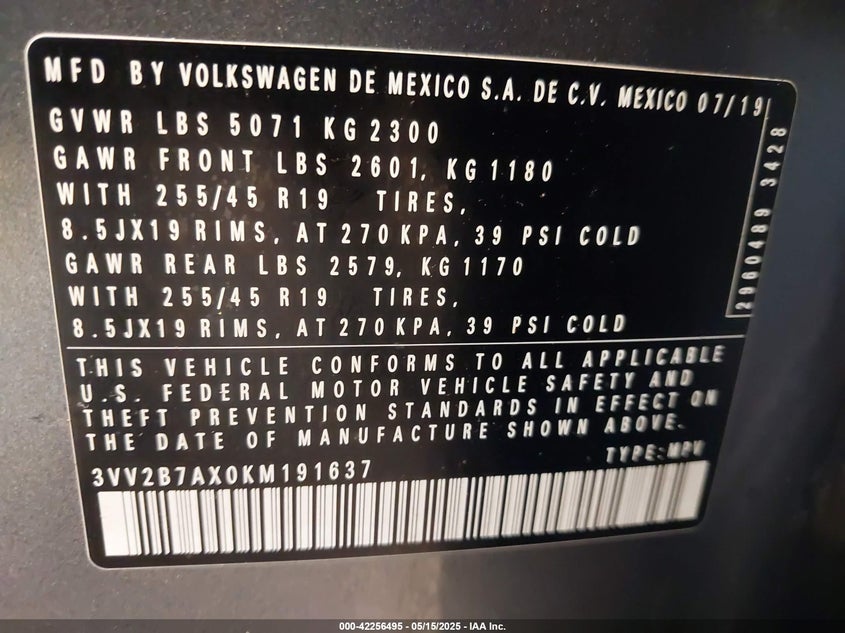 MFD BY VOLKSWAGEN DE MEXICO S.A. DE C.V. MEXICO 07/19
GVWR LBS 5071 KG 2300
GAWR FRONT LBS 2601, KG 1180
WITH 255/45 R19 TIRES,
8.5JX19 RIMS, AT 270 KPA, 39 PSI COLD
GAWR REAR LBS 2579, KG 1170
WITH 255/45 R19 TIRES,
8.5JX19 RIMS, AT 270 KPA, 39 PSI COLD
2960489 3428
THIS VEHICLE CONFORMS TO ALL APPLICABLE
U.S. FEDERAL MOTOR VEHICLE SAFETY AND
THEFT PREVENTION STANDARDS IN EFFECT ON
THE DATE OF MANUFACTURE SHOWN ABOVE.
TYPE: MPV
3VV2B7AX0KM191637
000-42256495 - 05/15/2025 - IAA Inc.